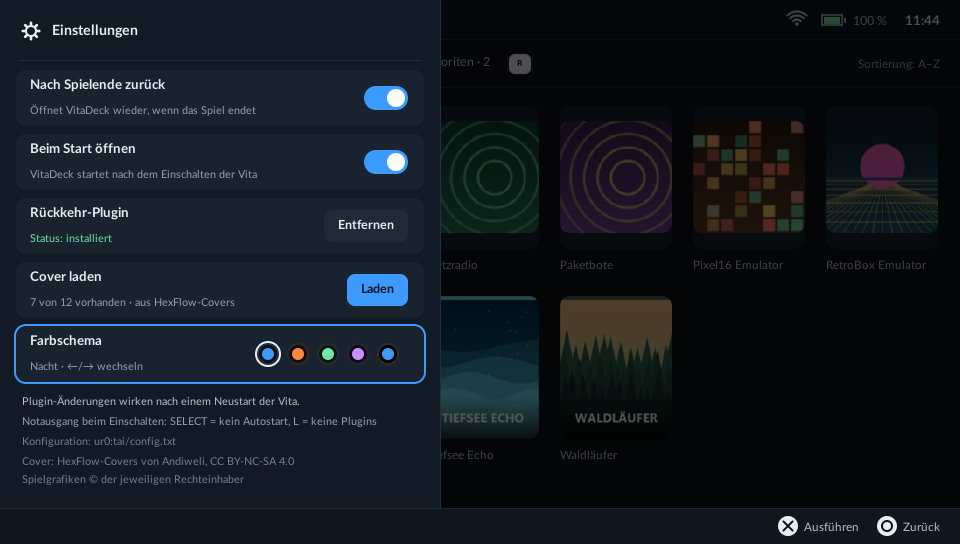 Einstellungen
Nach Spielende zurück
Öffnet VitaDeck wieder, wenn das Spiel endet
Beim Start öffnen
VitaDeck startet nach dem Einschalten der Vita
Rückkehr-Plugin
Status: installiert
Entfernen
Cover laden
7 von 12 vorhanden · aus HexFlow-Covers
Laden
Farbschema
Nacht · ←/→ wechseln
Plugin-Änderungen wirken nach einem Neustart der Vita.
Notausgang beim Einschalten: SELECT = kein Autostart, L = keine Plugins
Konfiguration: ur0:tai/config.txt
Cover: HexFlow-Covers von Andiweli, CC BY-NC-SA 4.0
Spielgrafiken © der jeweiligen Rechteinhaber
100 %
11:44
oriten · 2
R
Sortierung: A–Z
tzradio
Paketbote
Pixel16 Emulator
RetroBox Emulator
TIEFSEE ECHO
WALDLÄUFER
efsee Echo
Waldläufer
Ausführen
Zurück